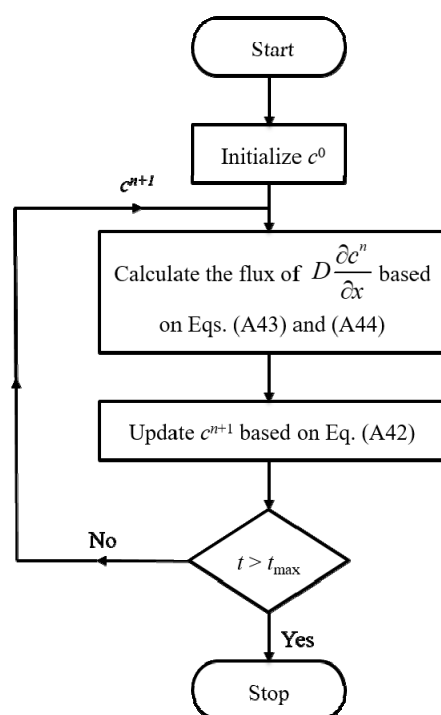 Start
Initialize c⁰
cⁿ⁺¹
Calculate the flux of D ∂cⁿ/∂x based
on Eqs. (A43) and (A44)
Update cⁿ⁺¹ based on Eq. (A42)
No
t > tₘₐₓ
Yes
Stop